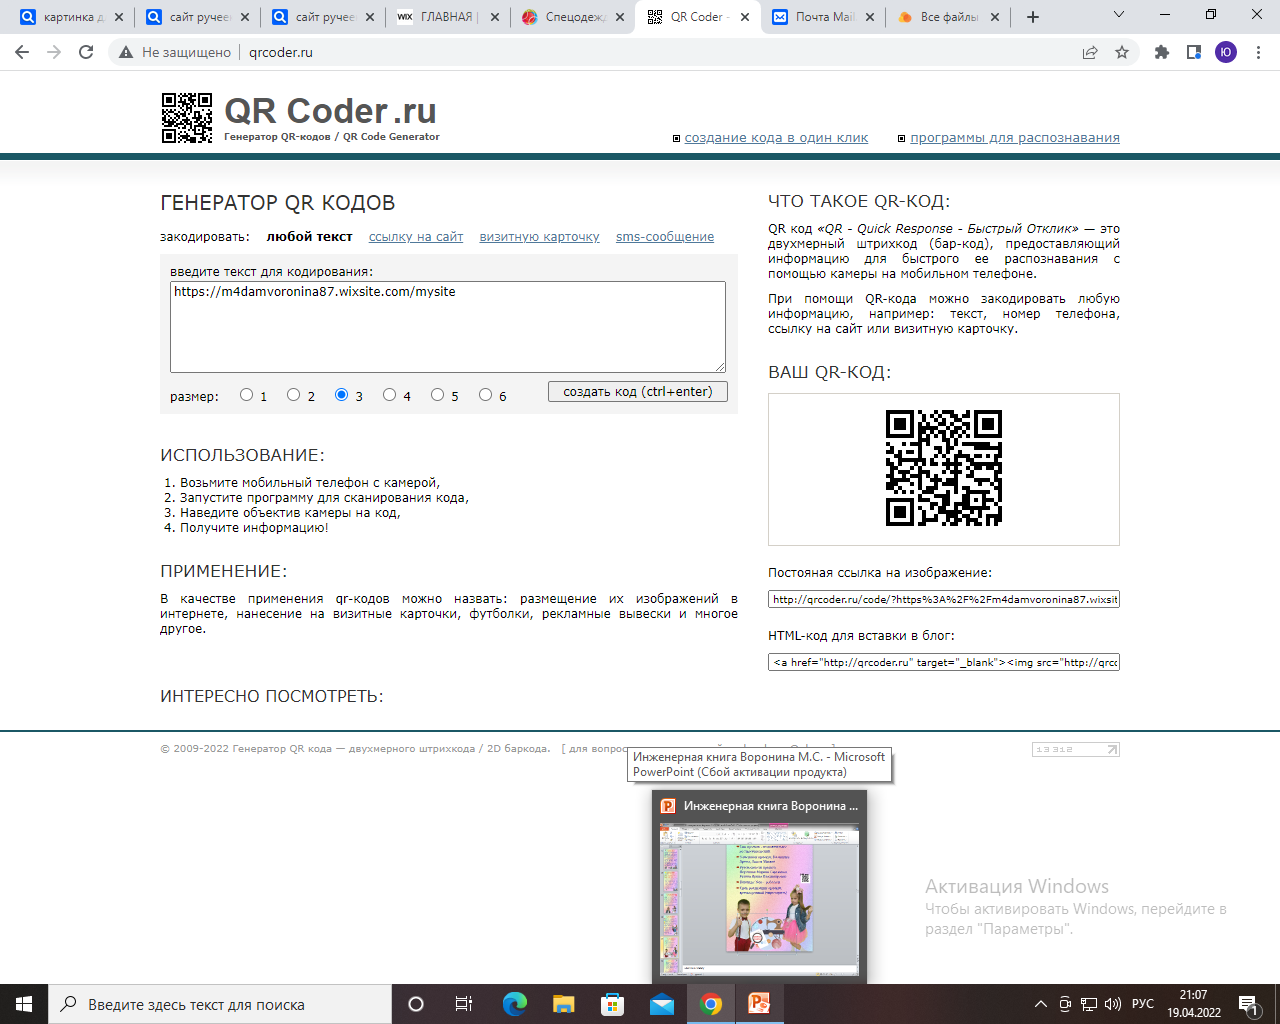 картинка д
сайт ручее
сайт ручее
WIX ГЛАВНАЯ |
Спецодежд
QR Coder -
Почта Mail
Все файлы
Не защищено | qrcoder.ru
Ю
QR Coder.ru
Генератор QR-кодов / QR Code Generator
создание кода в один клик
программы для распознавания
ГЕНЕРАТОР QR КОДОВ
закодировать: любой текст ссылку на сайт визитную карточку sms-сообщение
введите текст для кодирования:
https://m4damvoronina87.wixsite.com/mysite
размер: 1 2 3 4 5 6 создать код (ctrl+enter)
ИСПОЛЬЗОВАНИЕ:
1. Возьмите мобильный телефон с камерой,
2. Запустите программу для сканирования кода,
3. Наведите объектив камеры на код,
4. Получите информацию!
ПРИМЕНЕНИЕ:
В качестве применения qr-кодов можно назвать: размещение их изображений в
интернете, нанесение на визитные карточки, футболки, рекламные вывески и многое
другое.
ИНТЕРЕСНО ПОСМОТРЕТЬ:
ЧТО ТАКОЕ QR-КОД:
QR код «QR - Quick Response - Быстрый Отклик» — это
двухмерный штрихкод (бар-код), предоставляющий
информацию для быстрого ее распознавания с
помощью камеры на мобильном телефоне.
При помощи QR-кода можно закодировать любую
информацию, например: текст, номер телефона,
ссылку на сайт или визитную карточку.
ВАШ QR-КОД:
Постояная ссылка на изображение:
http://qrcoder.ru/code/?https%3A%2F%2Fm4damvoronina87.wixsit
HTML-код для вставки в блог:
<a href="http://qrcoder.ru" target="_blank"><img src="http://qrco
© 2009-2022 Генератор QR кода — двухмерного штрихкода / 2D баркода. [ для вопрос
13 312
Инженерная книга Воронина М.С. - Microsoft
PowerPoint (Сбой активации продукта)
Инженерная книга Воронина ...
Активация Windows
Чтобы активировать Windows, перейдите в
раздел "Параметры".
Введите здесь текст для поиска
РУС
21:07
19.04.2022
1